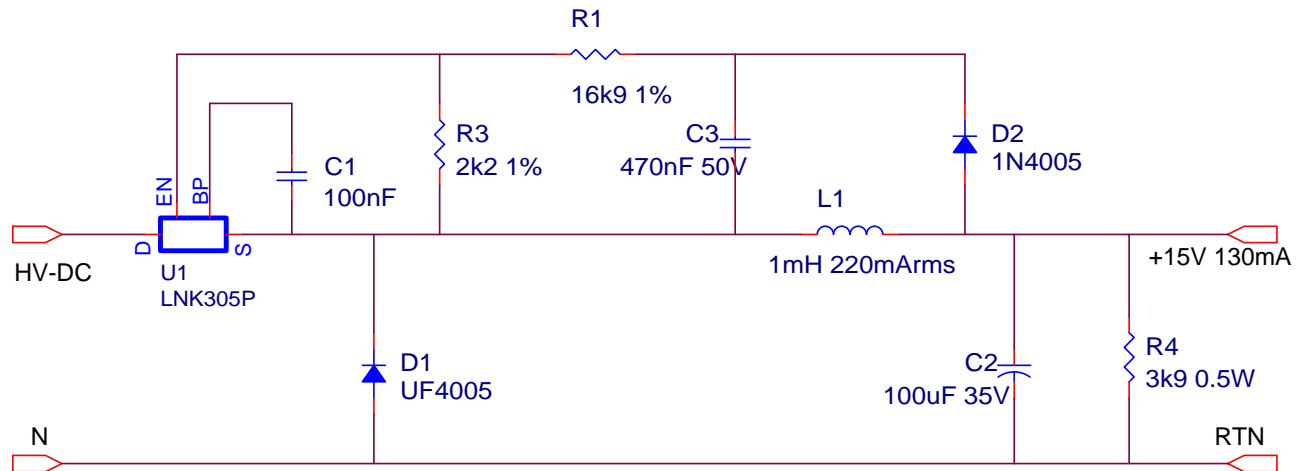 R1
16k9 1%
R3
2k2 1%
C3
470nF 50V
D2
1N4005
C1
100nF
EN
BP
L1
D
S
HV-DC
U1
LNK305P
1mH 220mArms
+15V 130mA
D1
UF4005
C2
100uF 35V
R4
3k9 0.5W
N
RTN